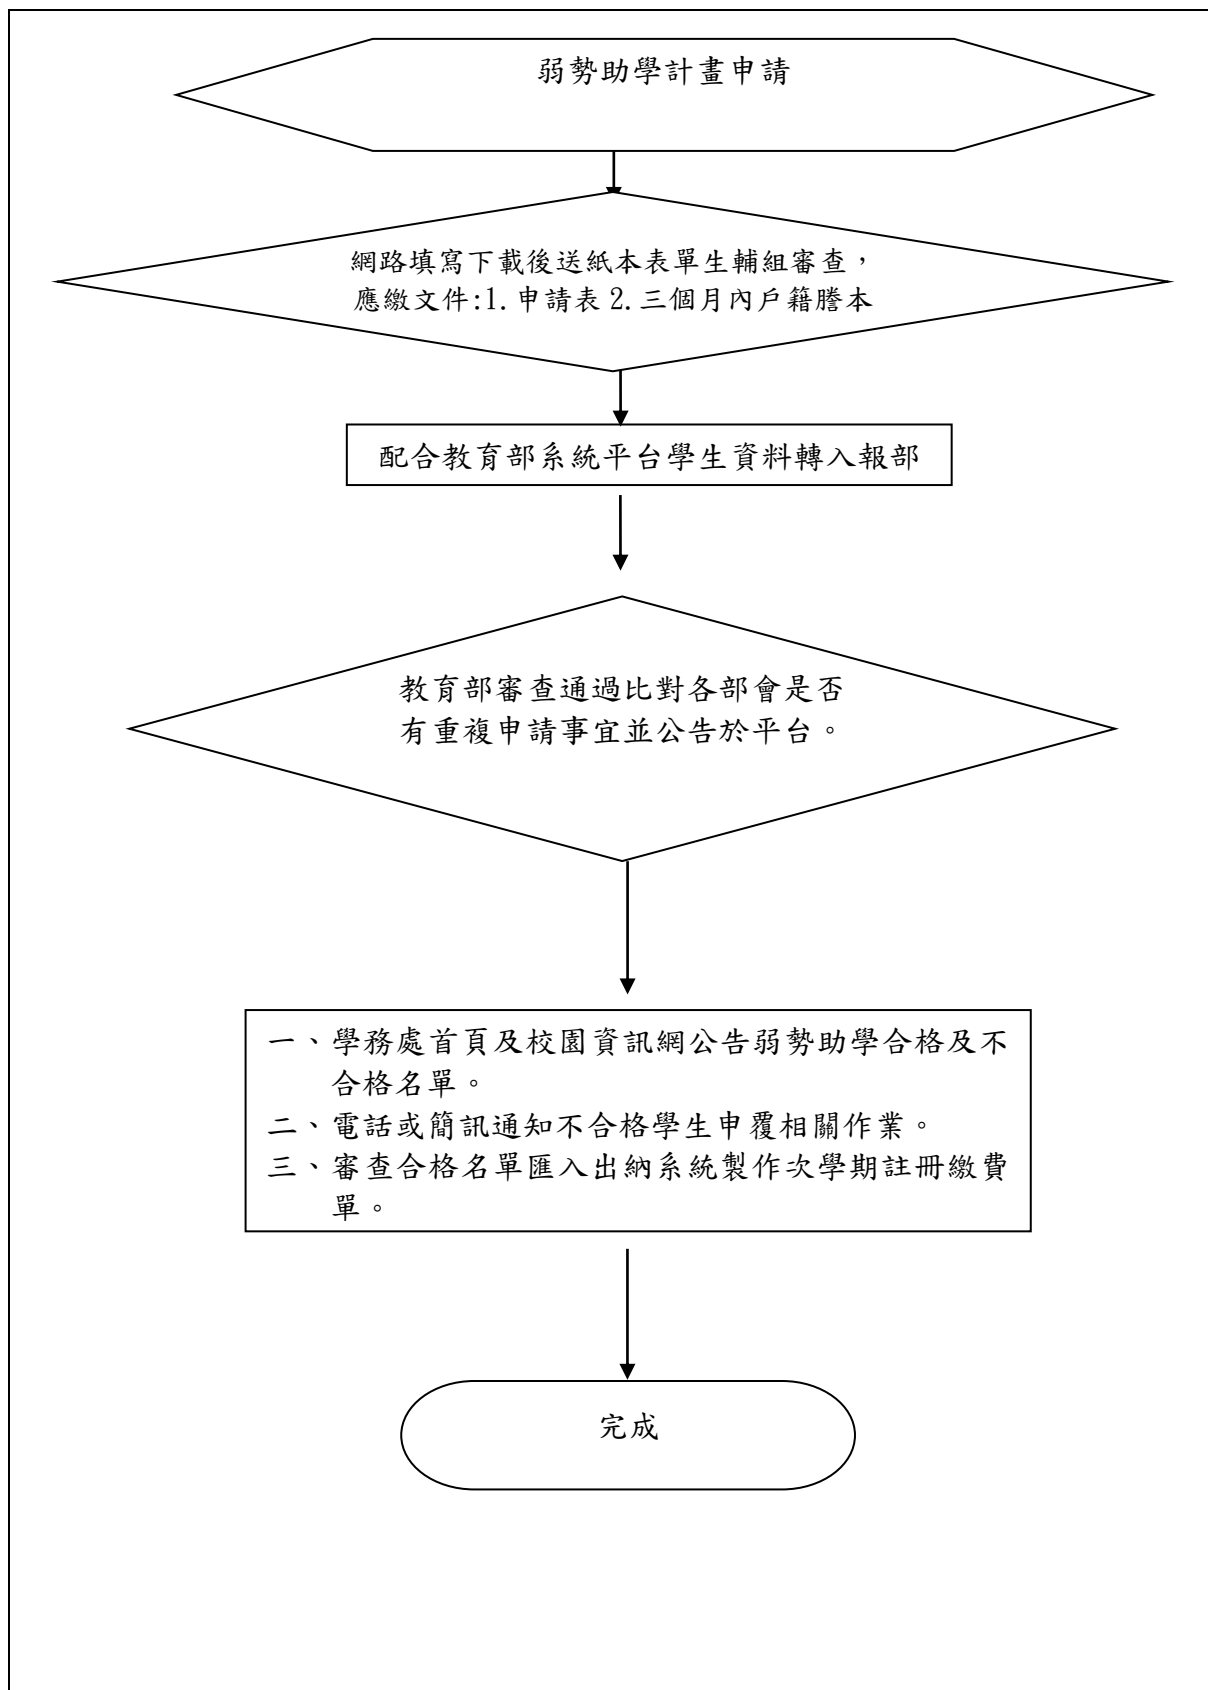 弱勢助學計畫申請
網路填寫下載後送紙本表單生輔組審查，
應繳文件:1.申請表 2.三個月內戶籍謄本
配合教育部系統平台學生資料轉入報部
教育部審查通過比對各部會是否
有重複申請事宜並公告於平台。
一、學務處首頁及校園資訊網公告弱勢助學合格及不
合格名單。
二、電話或簡訊通知不合格學生申覆相關作業。
三、審查合格名單匯入出納系統製作次學期註冊繳費
單。
完成